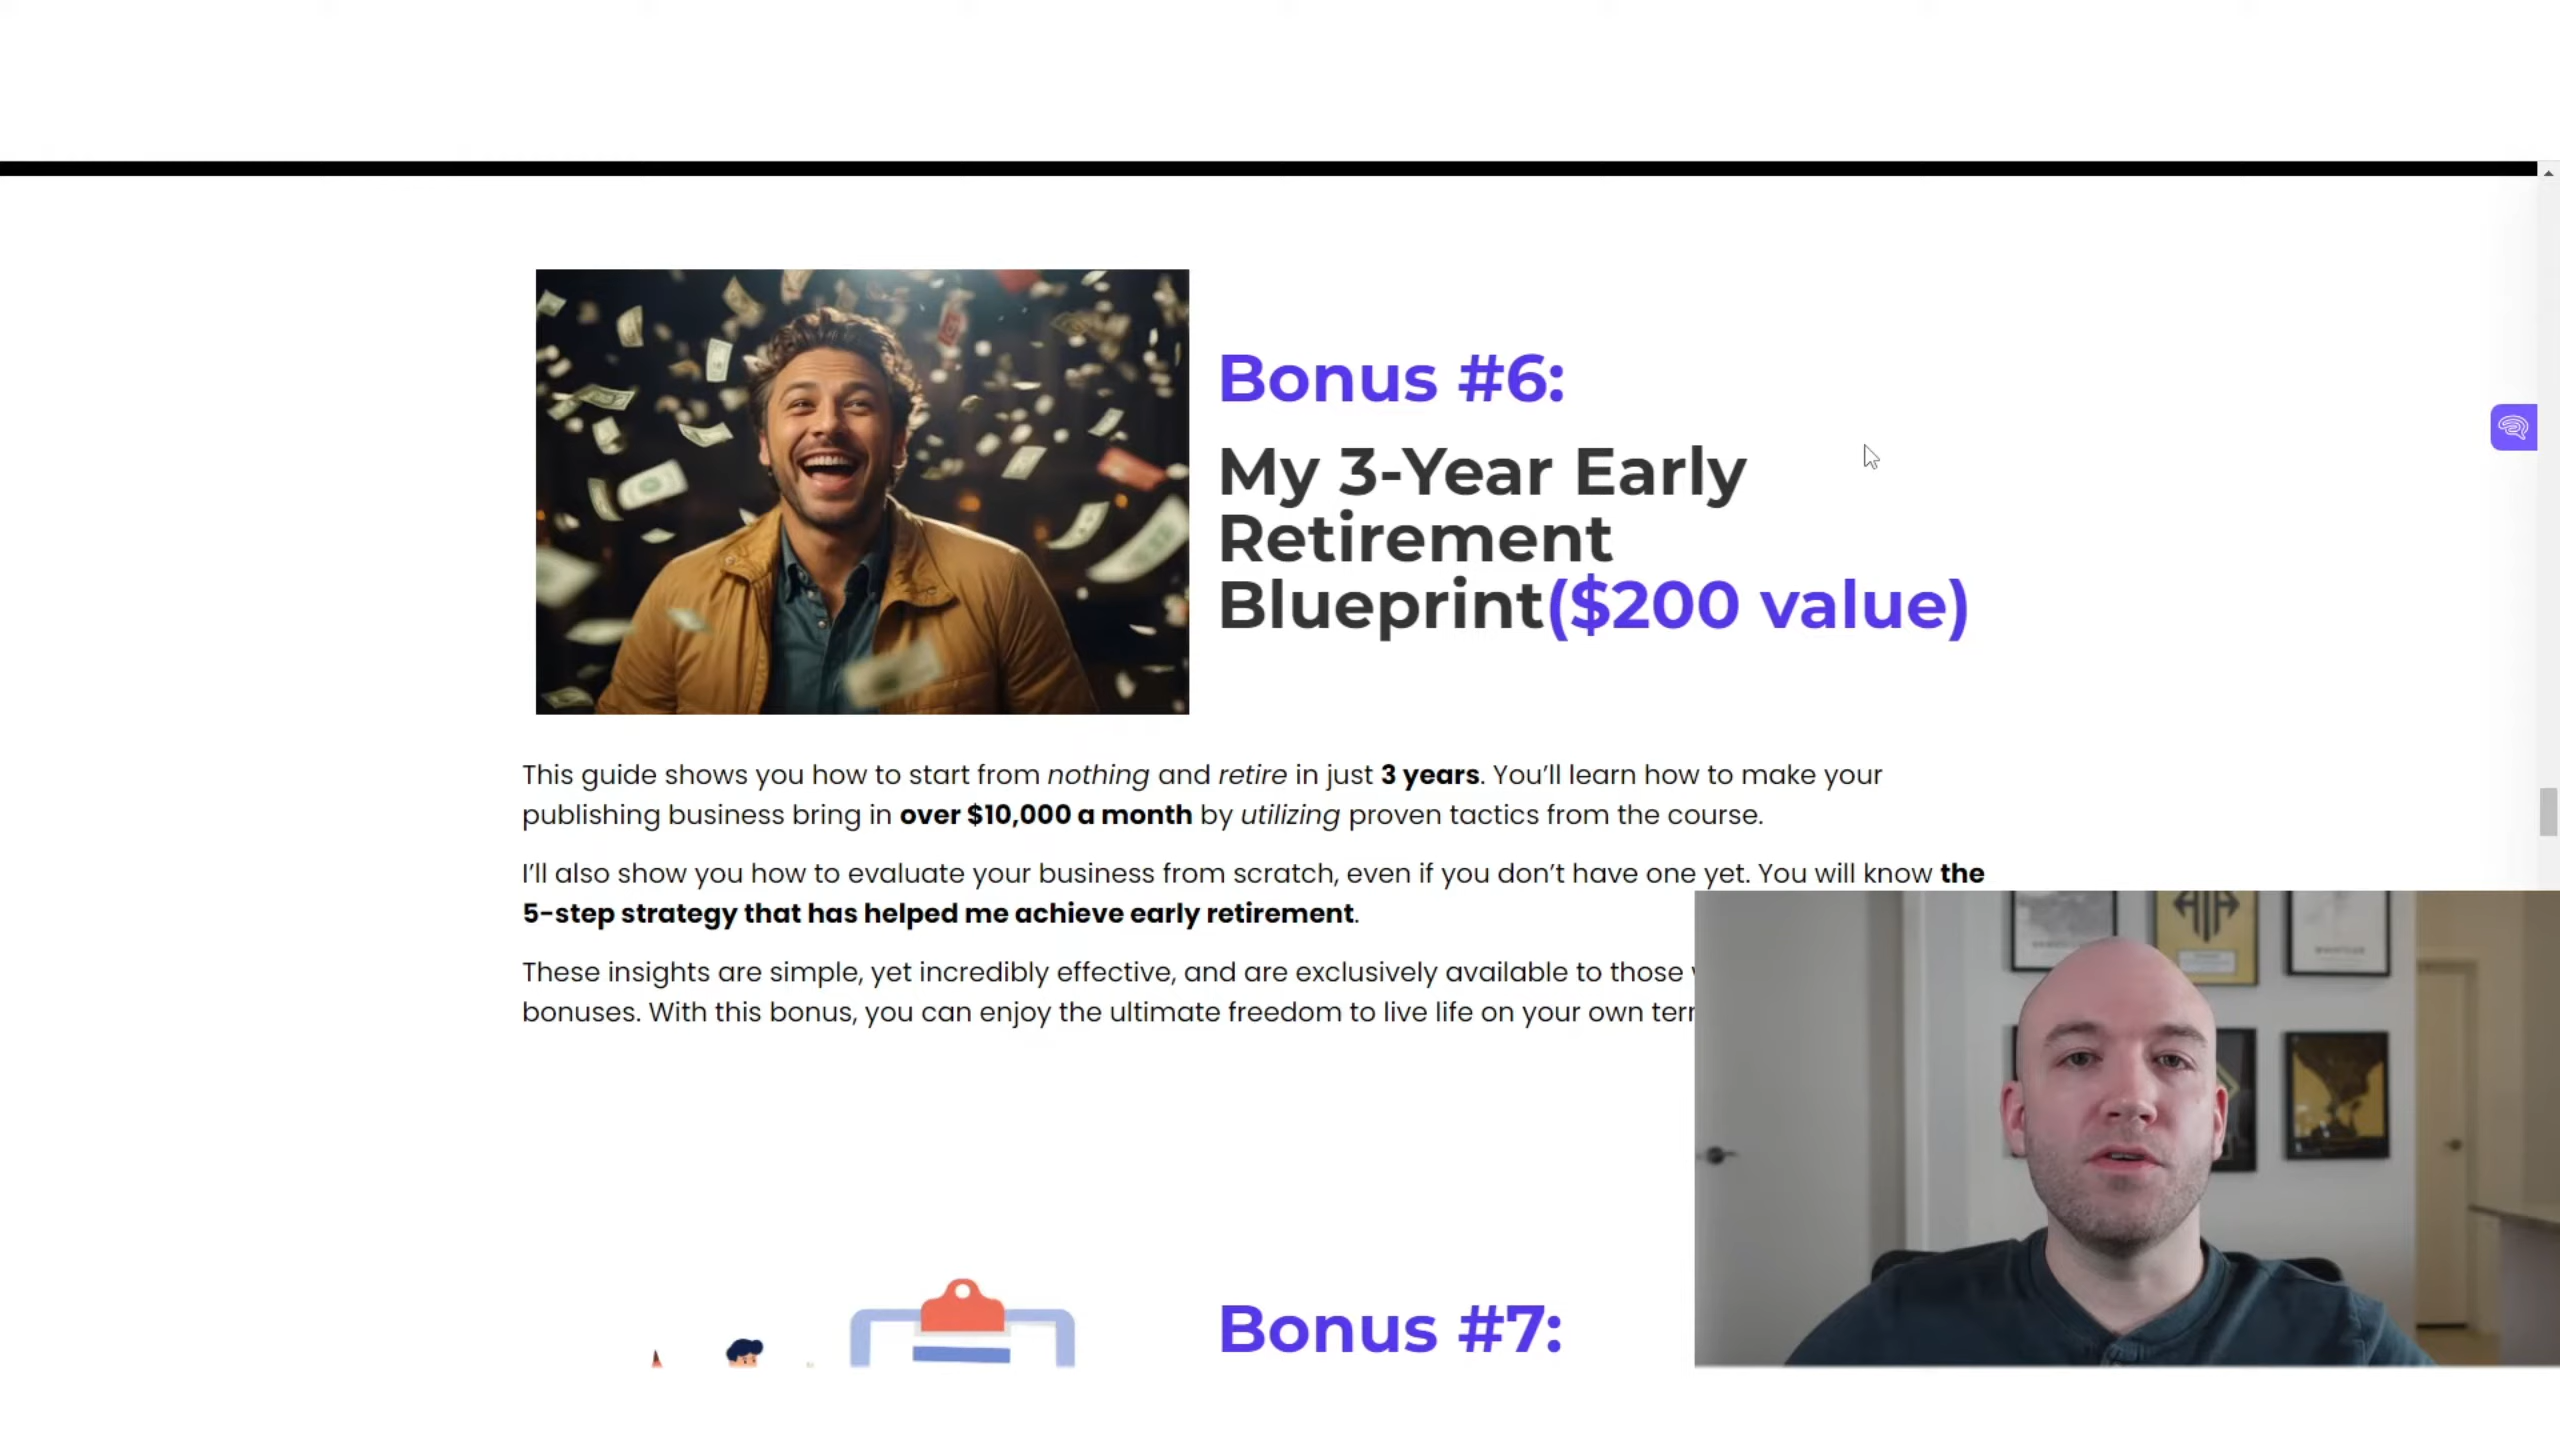 Bonus #6:
My 3-Year Early
Retirement
Blueprint($200 value)
This guide shows you how to start from nothing and retire in just 3 years. You'll learn how to make your
publishing business bring in over $10,000 a month by utilizing proven tactics from the course.
I'll also show you how to evaluate your business from scratch, even if you don't have one yet. You will know the
5-step strategy that has helped me achieve early retirement.
These insights are simple, yet incredibly effective, and are exclusively available to those
bonuses. With this bonus, you can enjoy the ultimate freedom to live life on your own
Bonus #7: